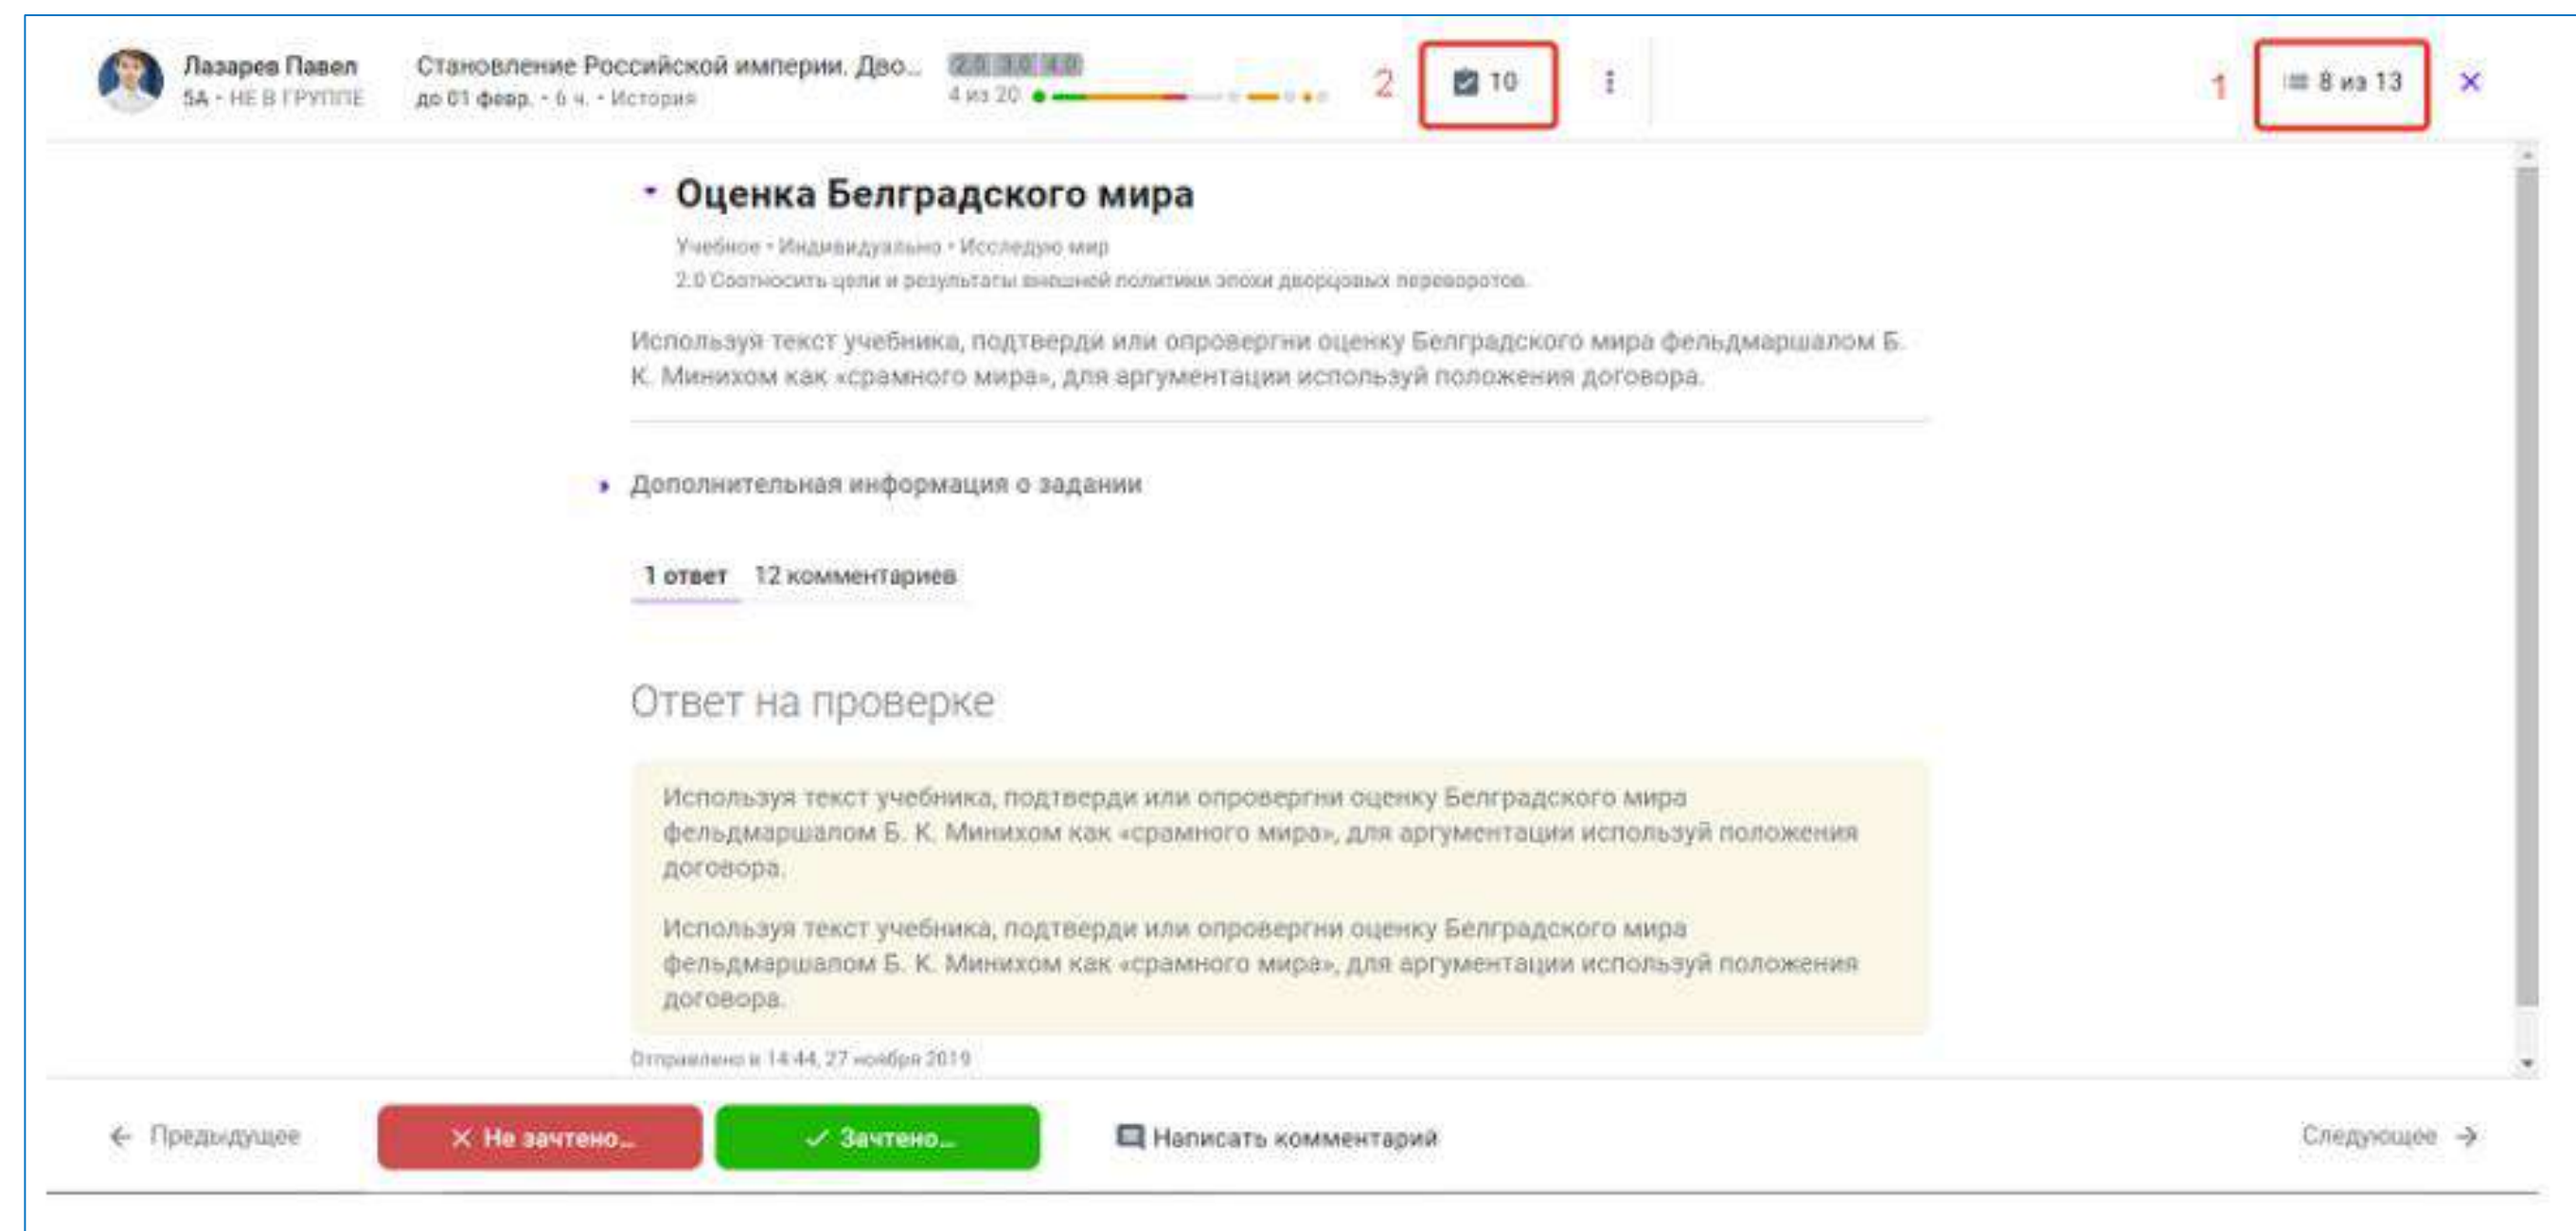 Лазарев Павел
5А • НЕ В ГРУППЕ
Становление Российской империи. Дво...
до 01 февр. • 6 ч. • История
2.0 3.0 4.0
4 из 20
2
10
1
8 из 13
Оценка Белградского мира
Учебное • Индивидуально • Исследую мир
2.0 Соотносить цели и результаты внешней политики эпохи дворцовых переворотов.
Используя текст учебника, подтверди или опровергни оценку Белградского мира фельдмаршалом Б.
К. Минихом как «срамного мира», для аргументации используй положения договора.
Дополнительная информация о задании
1 ответ 12 комментариев
Ответ на проверке
Используя текст учебника, подтверди или опровергни оценку Белградского мира
фельдмаршалом Б. К. Минихом как «срамного мира», для аргументации используй положения
договора.
Используя текст учебника, подтверди или опровергни оценку Белградского мира
фельдмаршалом Б. К. Минихом как «срамного мира», для аргументации используй положения
договора.
Отправлено в 14:44, 27 ноября 2019
Предыдущее
Не зачтено...
Зачтено...
Написать комментарий
Следующее